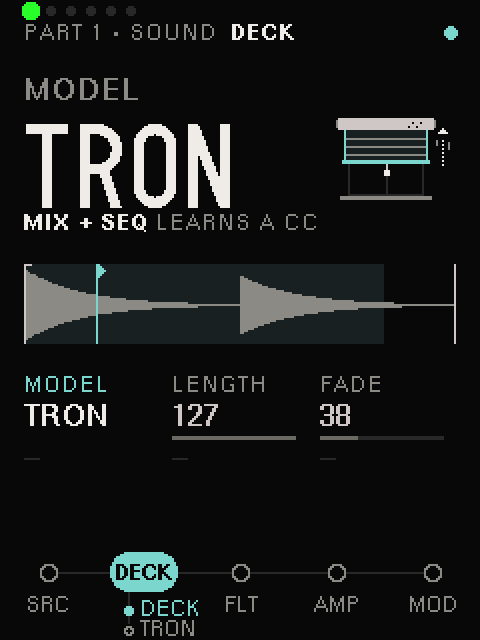 PART 1 · SOUND DECK
MODEL
TRON
MIX + SEQ LEARNS A CC
MODEL LENGTH FADE
TRON 127 38
— — —
DECK
SRC DECK FLT AMP MOD
TRON